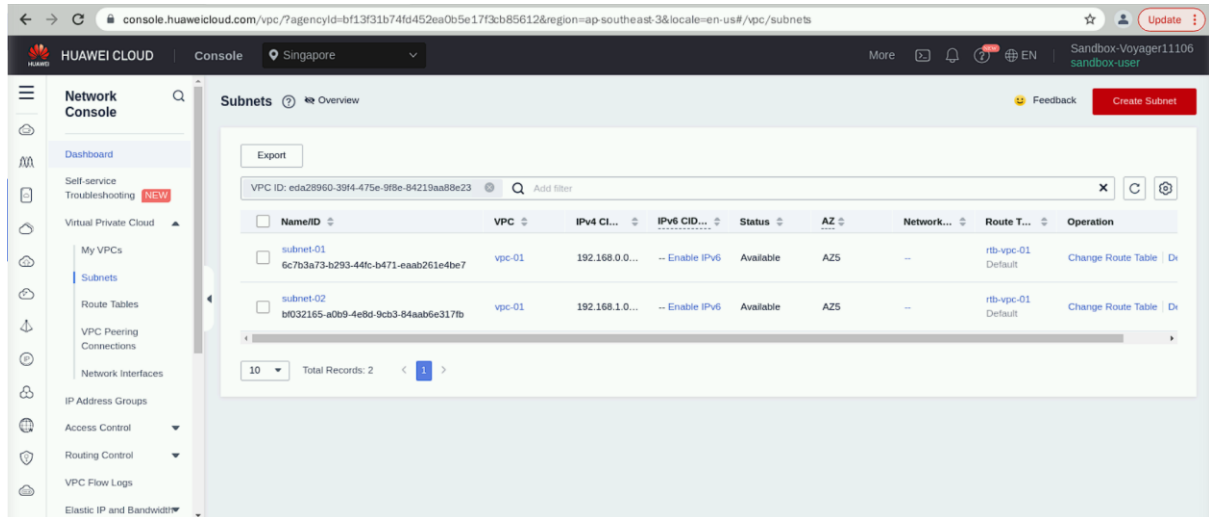 console.huaweicloud.com/vpc/?agencyId=bf13f31b74fd452ea0b5e17f3cb85612&region=ap-southeast-3&locale=en-us#/vpc/subnets
Update
HUAWEI
HUAWEI CLOUD
Console
Singapore
More
NEW
EN
Sandbox-Voyager11106
sandbox-user
Network
Console
Dashboard
Self-service
Troubleshooting NEW
Virtual Private Cloud
My VPCs
Subnets
Route Tables
VPC Peering
Connections
Network Interfaces
IP Address Groups
Access Control
Routing Control
VPC Flow Logs
Elastic IP and Bandwidth
Subnets ? Overview
Feedback
Create Subnet
Export
VPC ID: eda28960-39f4-475e-9f8e-84219aa88e23
Add filter
Name/ID VPC IPv4 CI... IPv6 CID... Status AZ Network... Route T... Operation
subnet-01
6c7b3a73-b293-44fc-b471-eaab261e4be7
vpc-01 192.168.0.0... -- Enable IPv6 Available AZ5 --
rtb-vpc-01
Default
Change Route Table De
subnet-02
bf032165-a0b9-4e8d-9cb3-84aab6e317fb
vpc-01 192.168.1.0... -- Enable IPv6 Available AZ5 --
rtb-vpc-01
Default
Change Route Table De
10 Total Records: 2 < 1 >